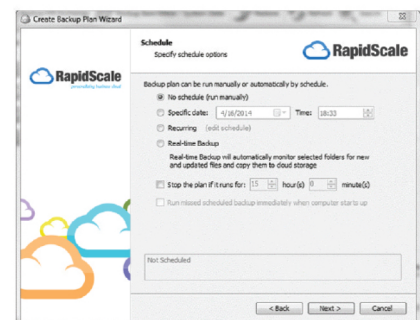 Create Backup Plan Wizard
Schedule
Specify schedule options
RapidScale
RapidScale
personalizing business cloud
Backup plan can be run manually or automatically by schedule.
No schedule (run manually)
Specific date: 4/16/2014 Time: 18:33
Recurring (edit schedule)
Real-time Backup
Real-time Backup will automatically monitor selected folders for new
and updated files and copy them to cloud storage
Stop the plan if it runs for: 15 hour(s) 0 minute(s)
Run missed scheduled backup immediately when computer starts up
Not Scheduled
< Back Next > Cancel